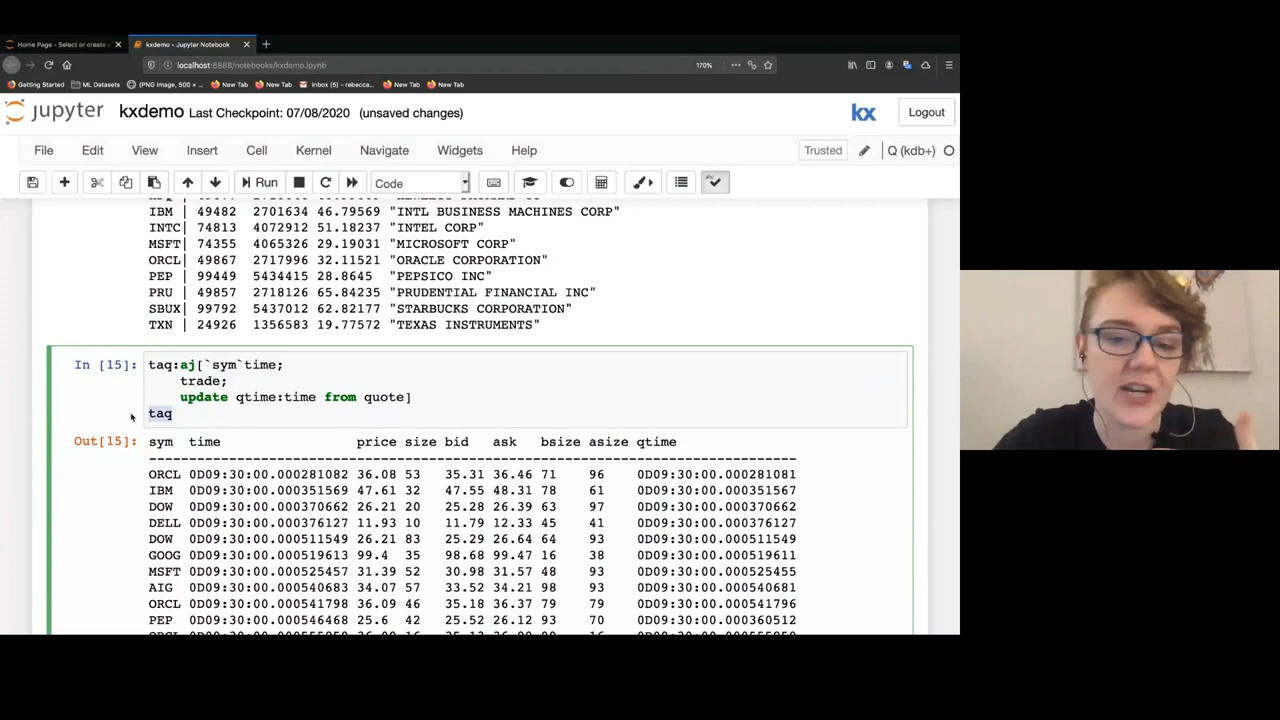 Home Page - Select or create
kxdemo - Jupyter Notebook
localhost:8888/notebooks/kxdemo.ipynb
170%
Getting Started
ML Datasets
(PNG Image, 500 × ...
New Tab
New Tab
Inbox (5) - rebecca...
New Tab
New Tab
jupyter kxdemo Last Checkpoint: 07/08/2020 (unsaved changes)
kx
Logout
File Edit View Insert Cell Kernel Navigate Widgets Help
Trusted
Q (kdb+)
Run
Code
IBM | 49482 2701634 46.79569 "INTL BUSINESS MACHINES CORP"
INTC| 74813 4072912 51.18237 "INTEL CORP"
MSFT| 74355 4065326 29.19031 "MICROSOFT CORP"
ORCL| 49867 2717996 32.11521 "ORACLE CORPORATION"
PEP | 99449 5434415 28.8645 "PEPSICO INC"
PRU | 49857 2718126 65.84235 "PRUDENTIAL FINANCIAL INC"
SBUX| 99792 5437012 62.82177 "STARBUCKS CORPORATION"
TXN | 24926 1356583 19.77572 "TEXAS INSTRUMENTS"
In [15]: taq:aj[`sym`time;
trade;
update qtime:time from quote]
taq
Out[15]: sym time price size bid ask bsize asize qtime
--------------------------------------------------------------------------------
ORCL 0D09:30:00.000281082 36.08 53 35.31 36.46 71 96 0D09:30:00.000281081
IBM 0D09:30:00.000351569 47.61 32 47.55 48.31 78 61 0D09:30:00.000351567
DOW 0D09:30:00.000370662 26.21 20 25.28 26.39 63 97 0D09:30:00.000370662
DELL 0D09:30:00.000376127 11.93 10 11.79 12.33 45 41 0D09:30:00.000376127
DOW 0D09:30:00.000511549 26.21 83 25.29 26.64 64 93 0D09:30:00.000511549
GOOG 0D09:30:00.000519613 99.4 35 98.68 99.47 16 38 0D09:30:00.000519611
MSFT 0D09:30:00.000525457 31.39 52 30.98 31.57 48 93 0D09:30:00.000525455
AIG 0D09:30:00.000540683 34.07 57 33.52 34.21 98 93 0D09:30:00.000540681
ORCL 0D09:30:00.000541798 36.09 46 35.18 36.37 79 79 0D09:30:00.000541796
PEP 0D09:30:00.000546468 25.6 42 25.52 26.12 93 70 0D09:30:00.000360512